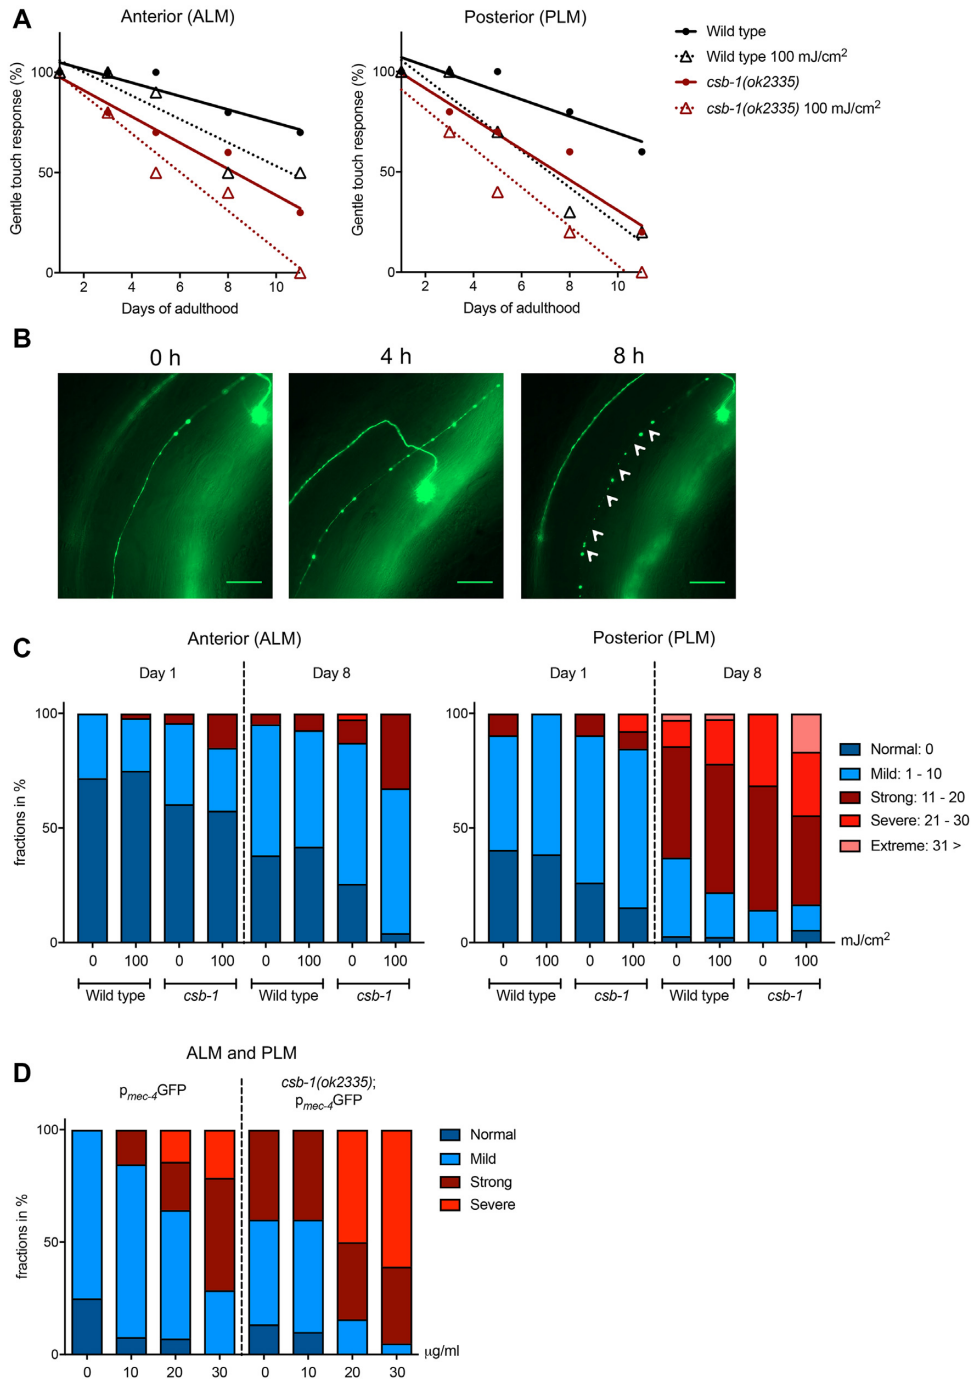 A
Anterior (ALM)
Gentle touch response (%)
100
50
0
2 4 6 8 10
Days of adulthood
Posterior (PLM)
Gentle touch response (%)
100
50
0
2 4 6 8 10
Days of adulthood
Wild type
Wild type 100 mJ/cm2
csb-1(ok2335)
csb-1(ok2335) 100 mJ/cm2
B
0 h 4 h 8 h
C
Anterior (ALM)
Day 1 Day 8
fractions in %
100
50
0
0 100 0 100 0 100 0 100
Wild type csb-1 Wild type csb-1
Posterior (PLM)
Day 1 Day 8
100
50
0
0 100 0 100 0 100 0 100
mJ/cm2
Wild type csb-1 Wild type csb-1
Normal: 0
Mild: 1 - 10
Strong: 11 - 20
Severe: 21 - 30
Extreme: 31 >
D
ALM and PLM
pmec-4GFP
csb-1(ok2335);
pmec-4GFP
fractions in %
100
50
0
0 10 20 30 0 10 20 30
µg/ml
Normal
Mild
Strong
Severe